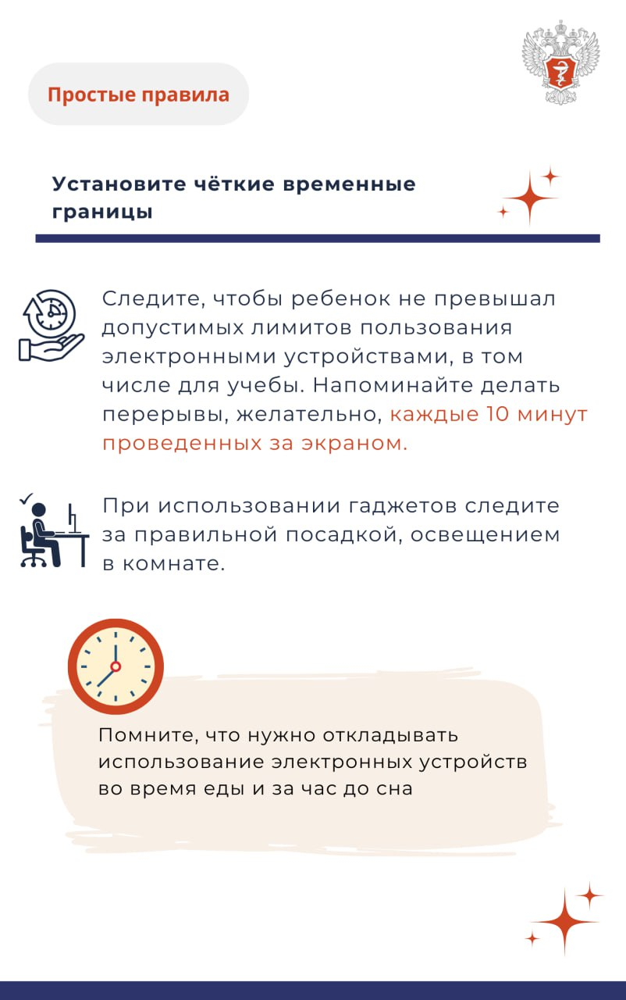 Простые правила
Установите чёткие временные
границы
Следите, чтобы ребенок не превышал
допустимых лимитов пользования
электронными устройствами, в том
числе для учебы. Напоминайте делать
перерывы, желательно, каждые 10 минут
проведенных за экраном.
При использовании гаджетов следите
за правильной посадкой, освещением
в комнате.
Помните, что нужно откладывать
использование электронных устройств
во время еды и за час до сна